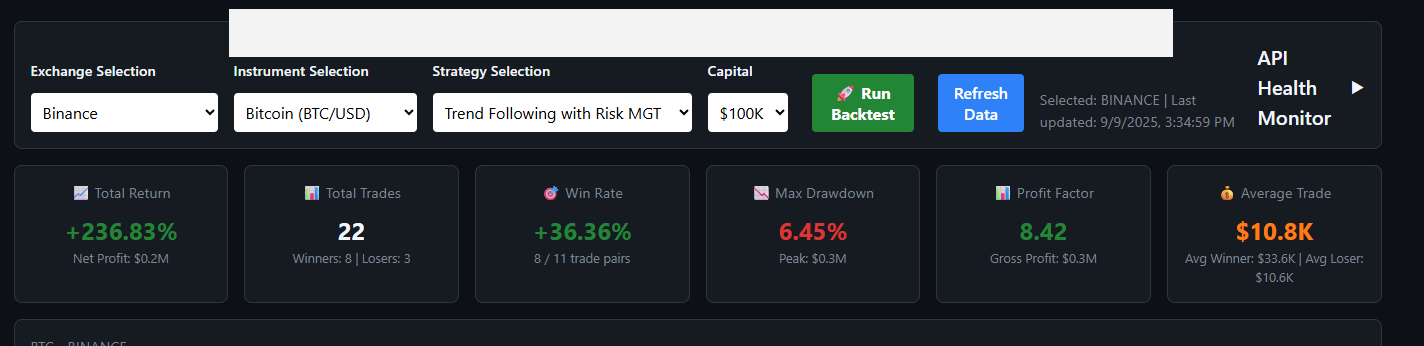 Exchange Selection
Instrument Selection
Strategy Selection
Capital
Binance
Bitcoin (BTC/USD)
Trend Following with Risk MGT
$100K
🚀 Run
Backtest
Refresh
Data
Selected: BINANCE | Last
updated: 9/9/2025, 3:34:59 PM
API
Health
Monitor
▶
📈 Total Return
+236.83%
Net Profit: $0.2M
📊 Total Trades
22
Winners: 8 | Losers: 3
🎯 Win Rate
+36.36%
8 / 11 trade pairs
📉 Max Drawdown
6.45%
Peak: $0.3M
📊 Profit Factor
8.42
Gross Profit: $0.3M
💰 Average Trade
$10.8K
Avg Winner: $33.6K | Avg Loser:
$10.6K